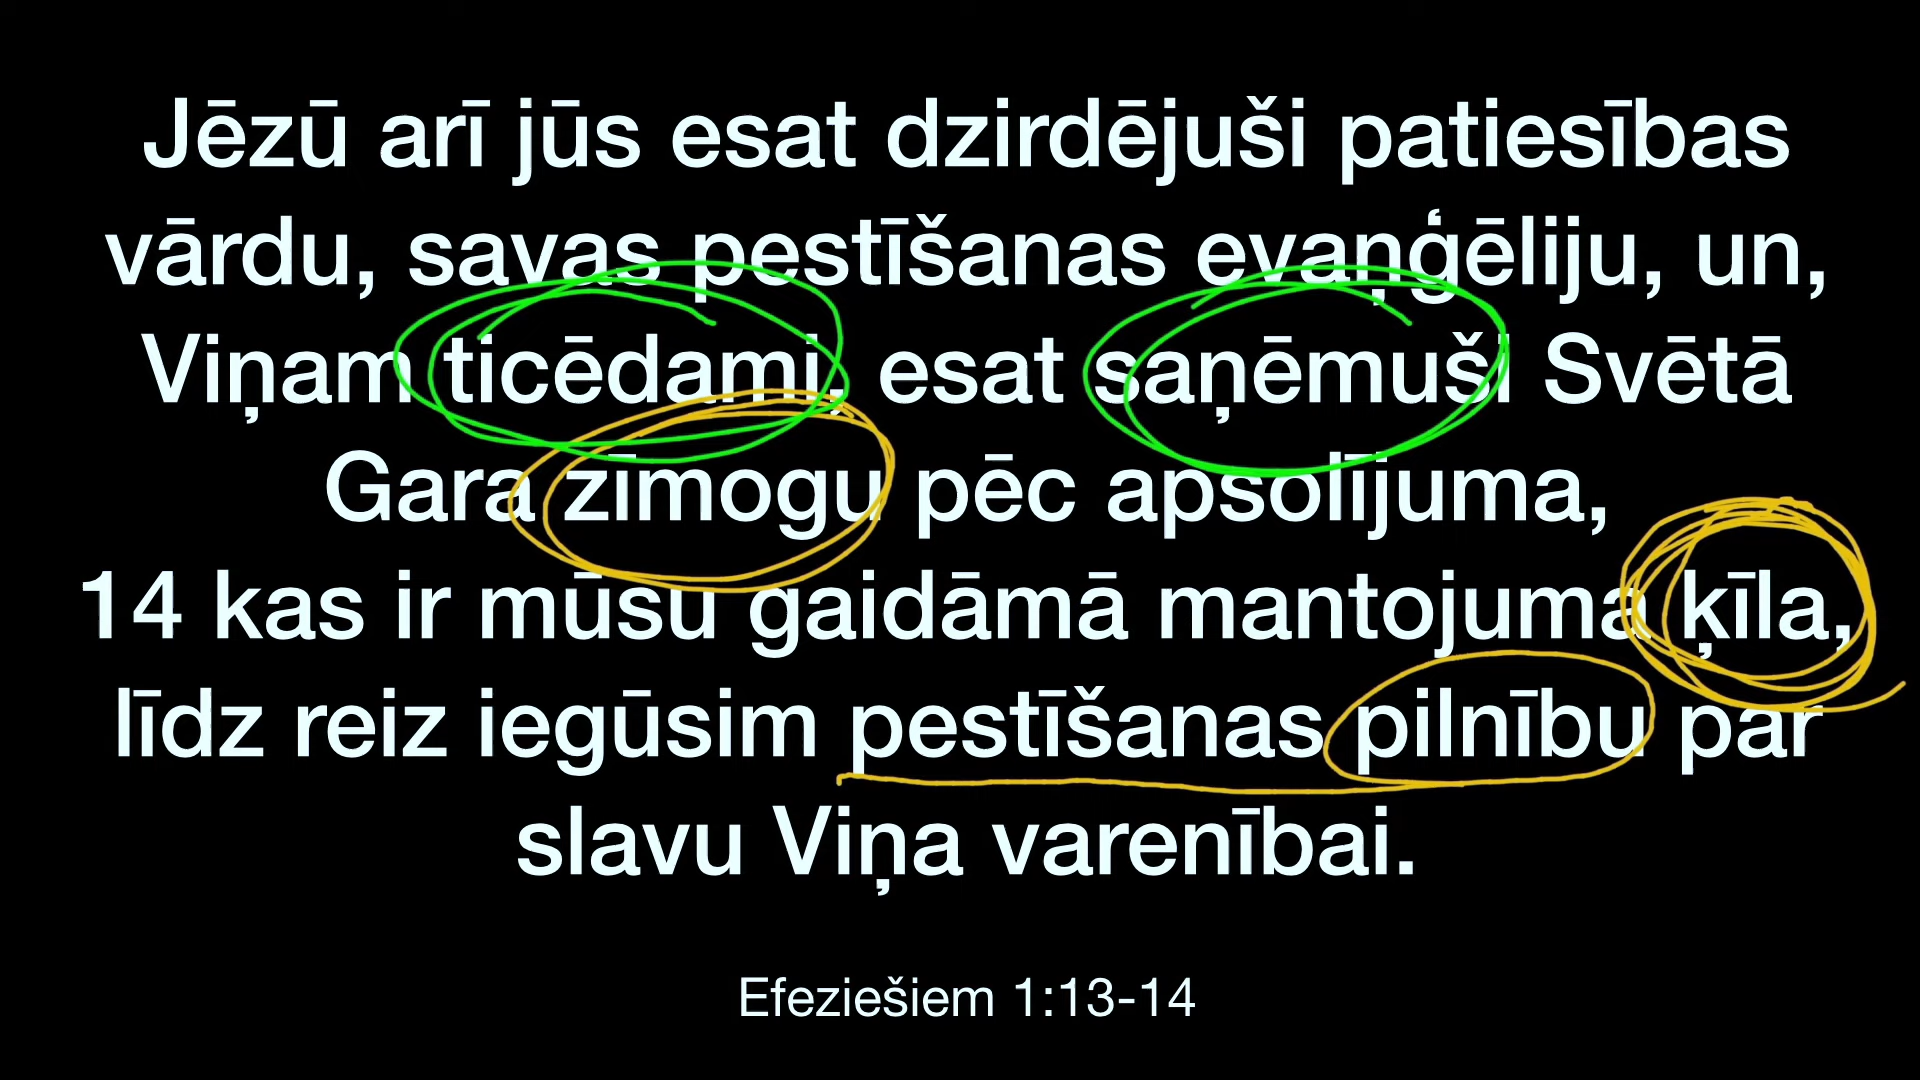 Jēzū arī jūs esat dzirdējuši patiesības
vārdu, savas pestīšanas evaņģēliju, un,
Viņam ticēdami, esat saņēmuši Svētā
Gara zīmogu pēc apsolījuma,
14 kas ir mūsu gaidāmā mantojuma ķīla,
līdz reiz iegūsim pestīšanas pilnību par
slavu Viņa varenībai.
Efeziešiem 1:13-14